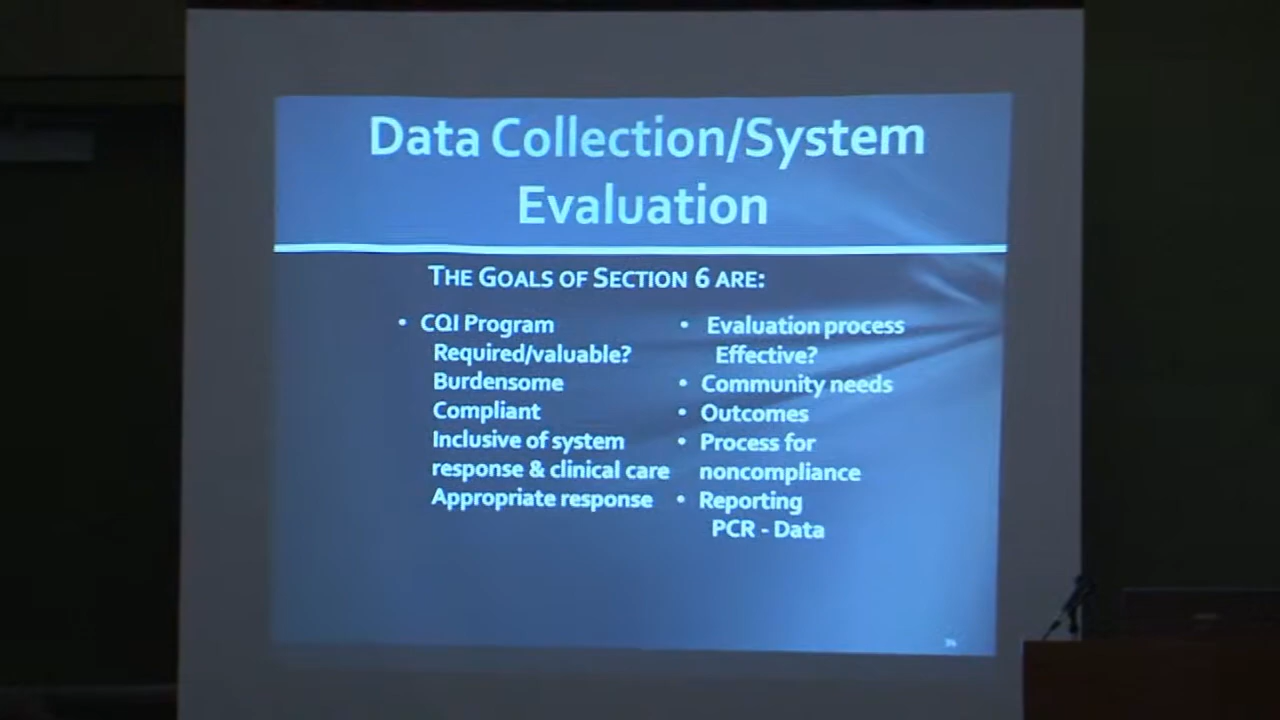 Data Collection/System
Evaluation
THE GOALS OF SECTION 6 ARE:
• CQI Program
Required/valuable?
Burdensome
Compliant
Inclusive of system
response & clinical care
Appropriate response
• Evaluation process
Effective?
• Community needs
• Outcomes
• Process for
noncompliance
• Reporting
PCR - Data